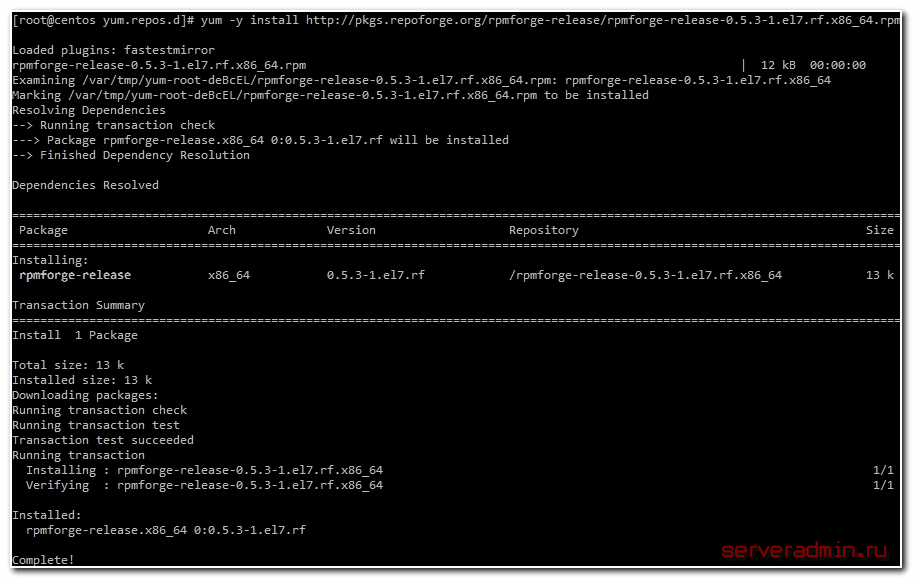 [root@centos yum.repos.d]# yum -y install http://pkgs.repoforge.org/rpmforge-release/rpmforge-release-0.5.3-1.el7.rf.x86_64.rpm
Loaded plugins: fastestmirror
rpmforge-release-0.5.3-1.el7.rf.x86_64.rpm | 12 kB 00:00:00
Examining /var/tmp/yum-root-deBcEL/rpmforge-release-0.5.3-1.el7.rf.x86_64.rpm: rpmforge-release-0.5.3-1.el7.rf.x86_64
Marking /var/tmp/yum-root-deBcEL/rpmforge-release-0.5.3-1.el7.rf.x86_64.rpm to be installed
Resolving Dependencies
--> Running transaction check
---> Package rpmforge-release.x86_64 0:0.5.3-1.el7.rf will be installed
--> Finished Dependency Resolution
Dependencies Resolved
Package Arch Version Repository Size
Installing:
rpmforge-release x86_64 0.5.3-1.el7.rf /rpmforge-release-0.5.3-1.el7.rf.x86_64 13 k
Transaction Summary
Install 1 Package
Total size: 13 k
Installed size: 13 k
Downloading packages:
Running transaction check
Running transaction test
Transaction test succeeded
Running transaction
Installing : rpmforge-release-0.5.3-1.el7.rf.x86_64 1/1
Verifying : rpmforge-release-0.5.3-1.el7.rf.x86_64 1/1
Installed:
rpmforge-release.x86_64 0:0.5.3-1.el7.rf
Complete!
serveradmin.ru